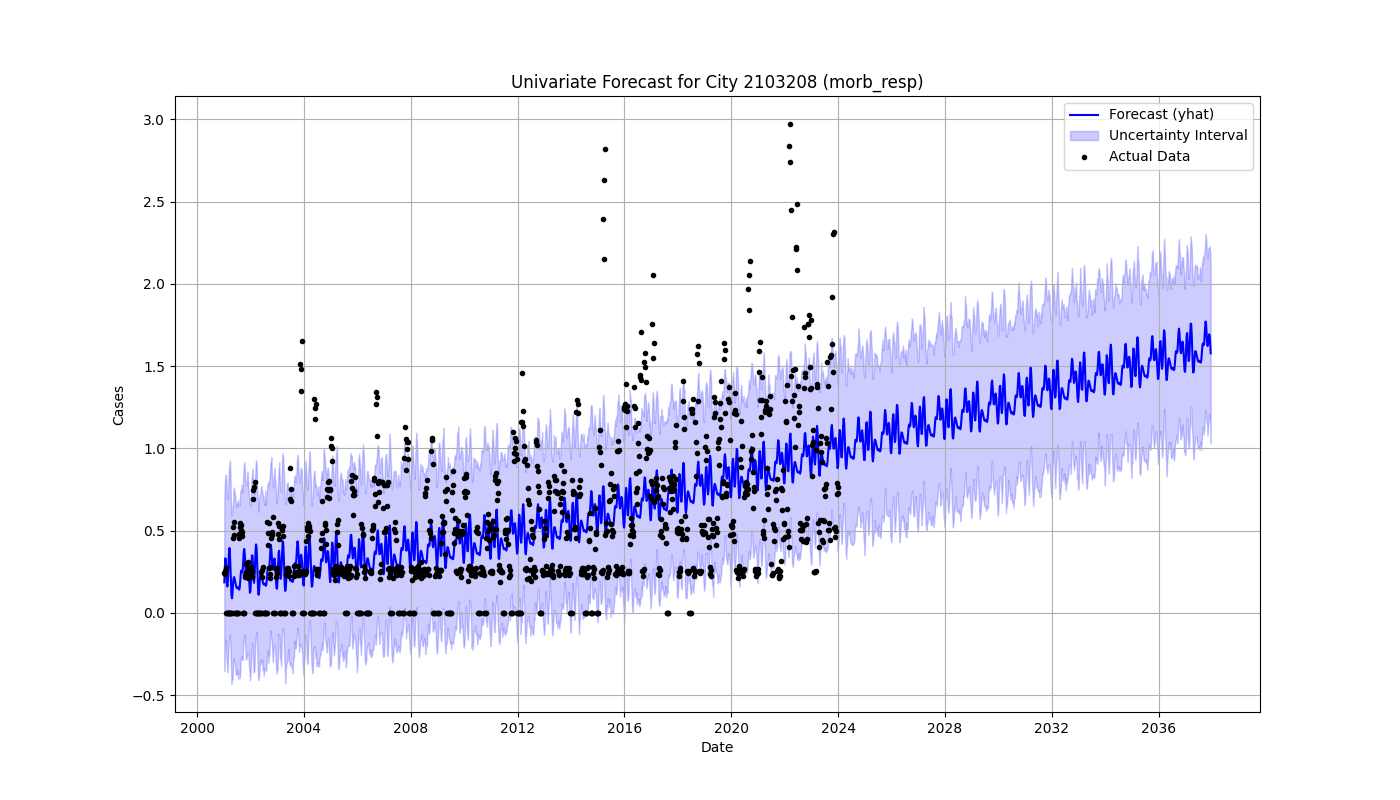 Univariate Forecast for City 2103208 (morb_resp)
Forecast (yhat)
Uncertainty Interval
Actual Data
Cases
3.0
2.5
2.0
1.5
1.0
0.5
0.0
−0.5
2000 2004 2008 2012 2016 2020 2024 2028 2032 2036
Date